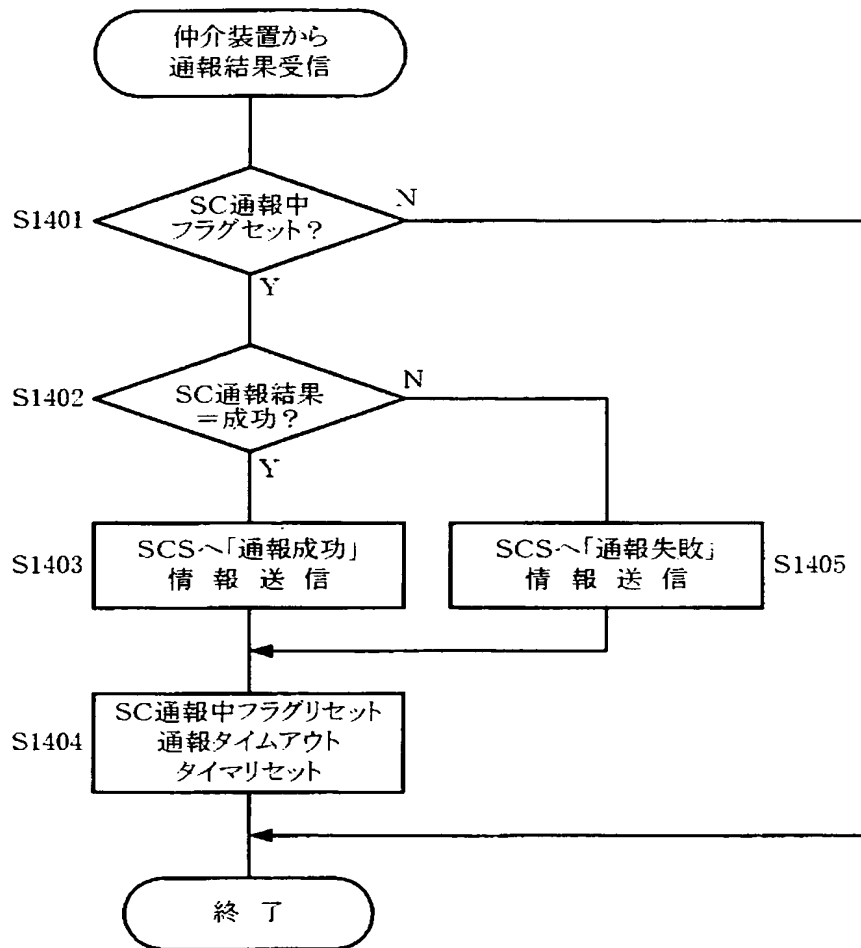 仲介装置から
通報結果受信
S1401
SC通報中
フラグセット?
N
Y
S1402
SC通報結果
=成功?
N
Y
S1403
SCSへ「通報成功」
情報送信
SCSへ「通報失敗」
情報送信
S1405
S1404
SC通報中フラグリセット
通報タイムアウト
タイマリセット
終了